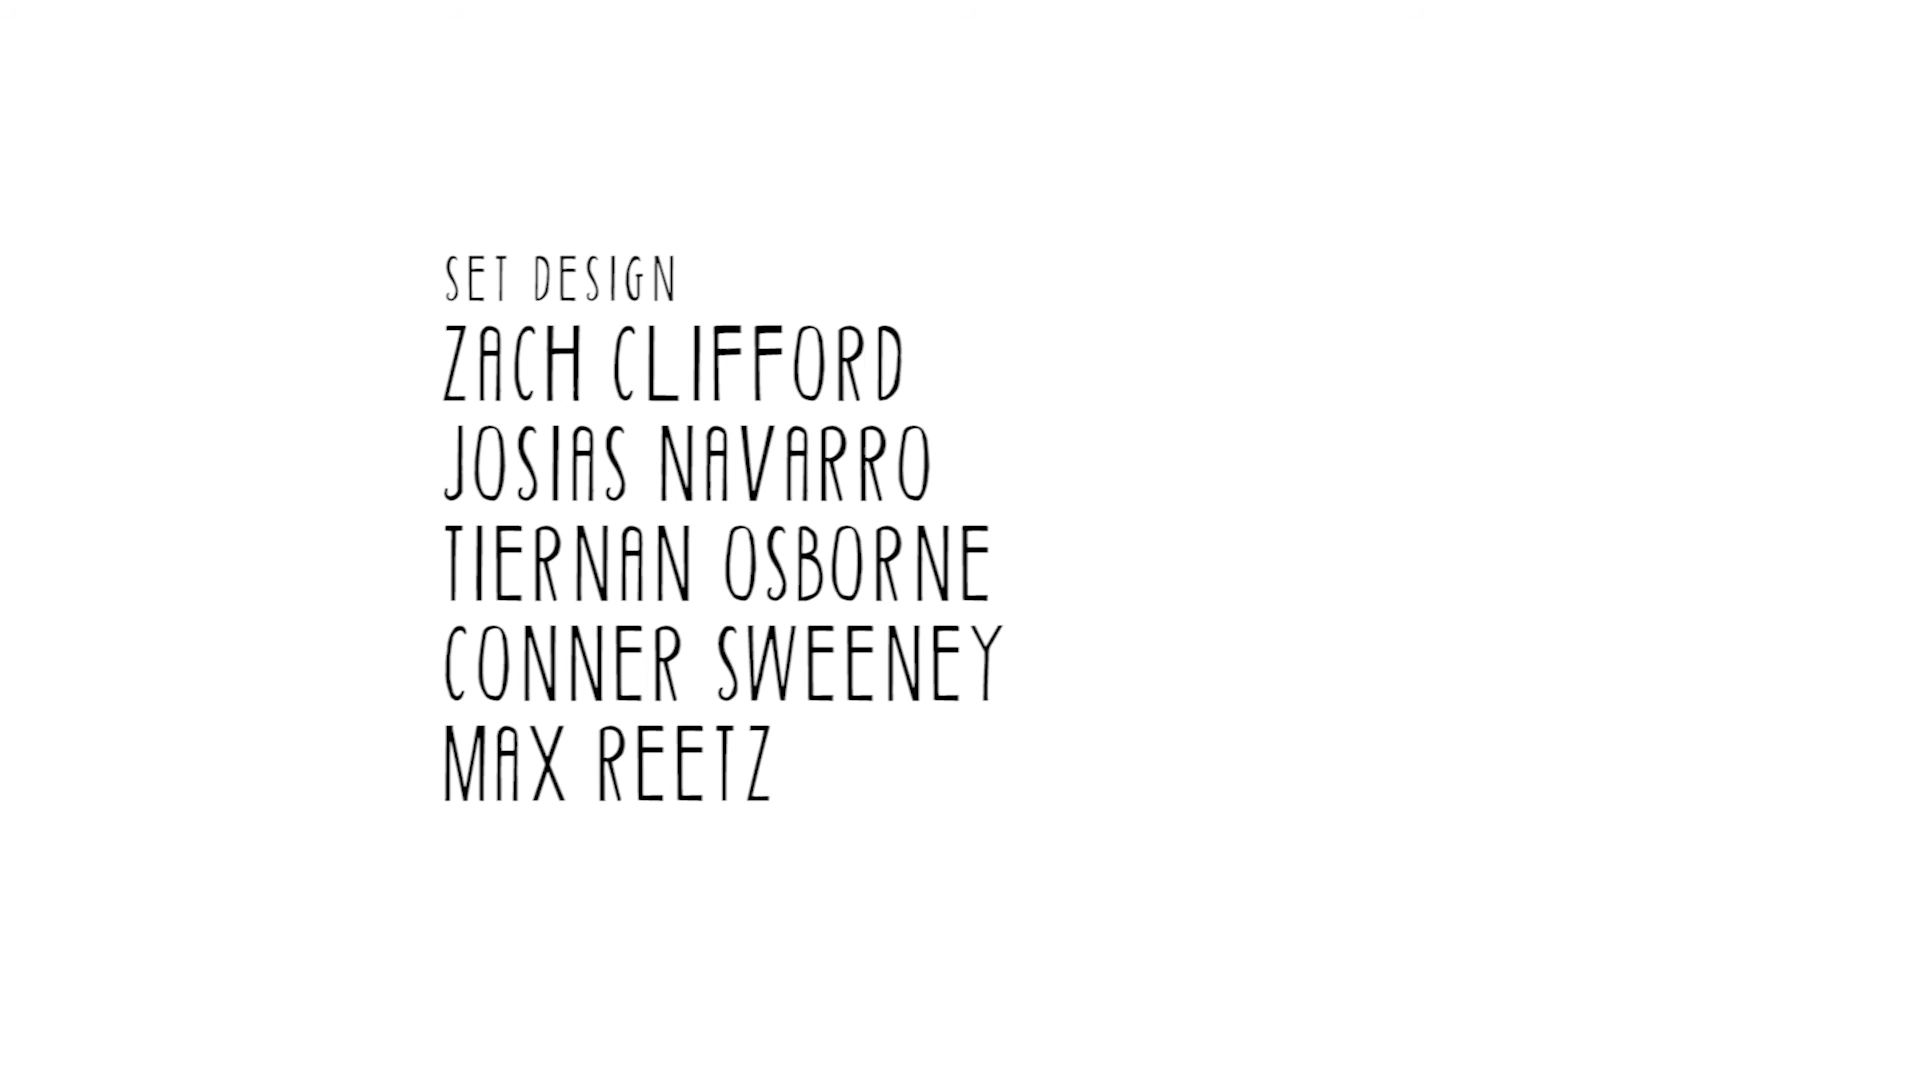 SET DESIGN
ZACH CLIFFORD
JOSIAS NAVARRO
TIERNAN OSBORNE
CONNER SWEENEY
MAX REETZ